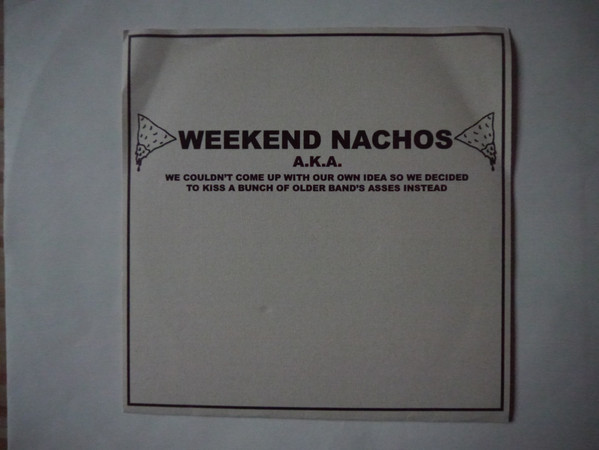 WEEKEND NACHOS
A.K.A.
WE COULDN'T COME UP WITH OUR OWN IDEA SO WE DECIDED
TO KISS A BUNCH OF OLDER BAND'S ASSES INSTEAD